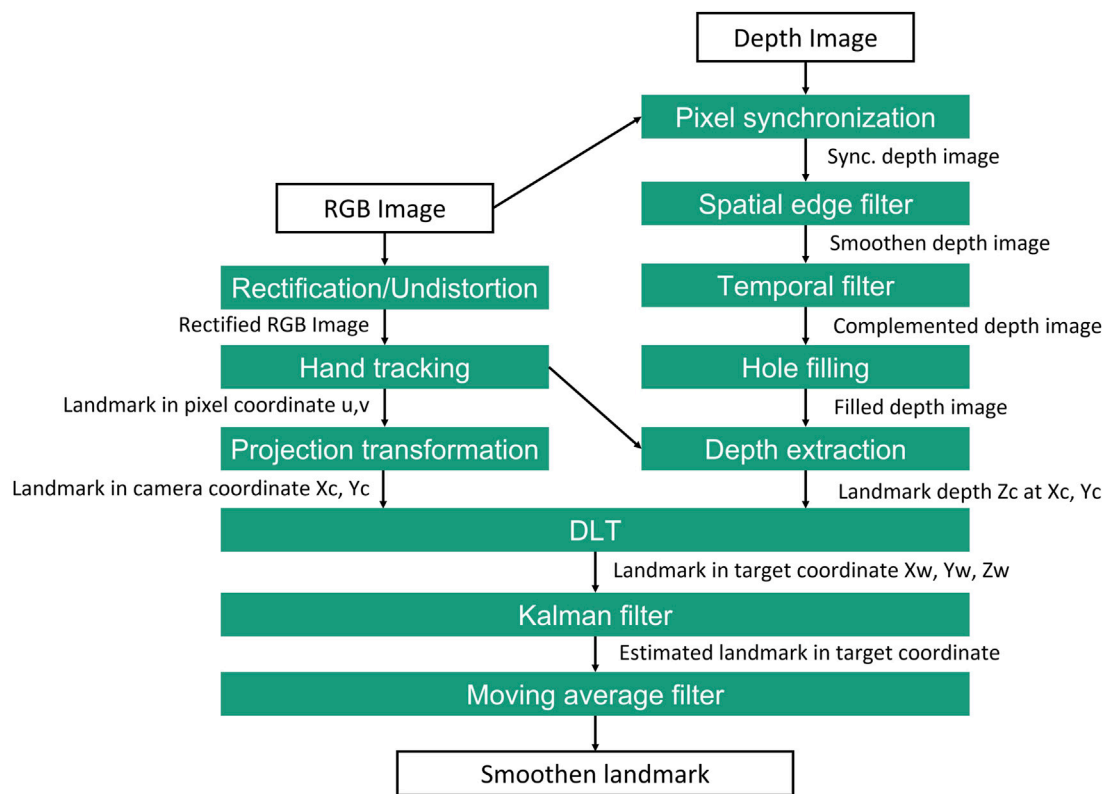 Depth Image
Pixel synchronization
Sync. depth image
RGB Image
Spatial edge filter
Smoothen depth image
Rectification/Undistortion
Temporal filter
Rectified RGB Image
Complemented depth image
Hand tracking
Hole filling
Landmark in pixel coordinate u,v
Filled depth image
Projection transformation
Depth extraction
Landmark in camera coordinate Xc, Yc
Landmark depth Zc at Xc, Yc
DLT
Landmark in target coordinate Xw, Yw, Zw
Kalman filter
Estimated landmark in target coordinate
Moving average filter
Smoothen landmark